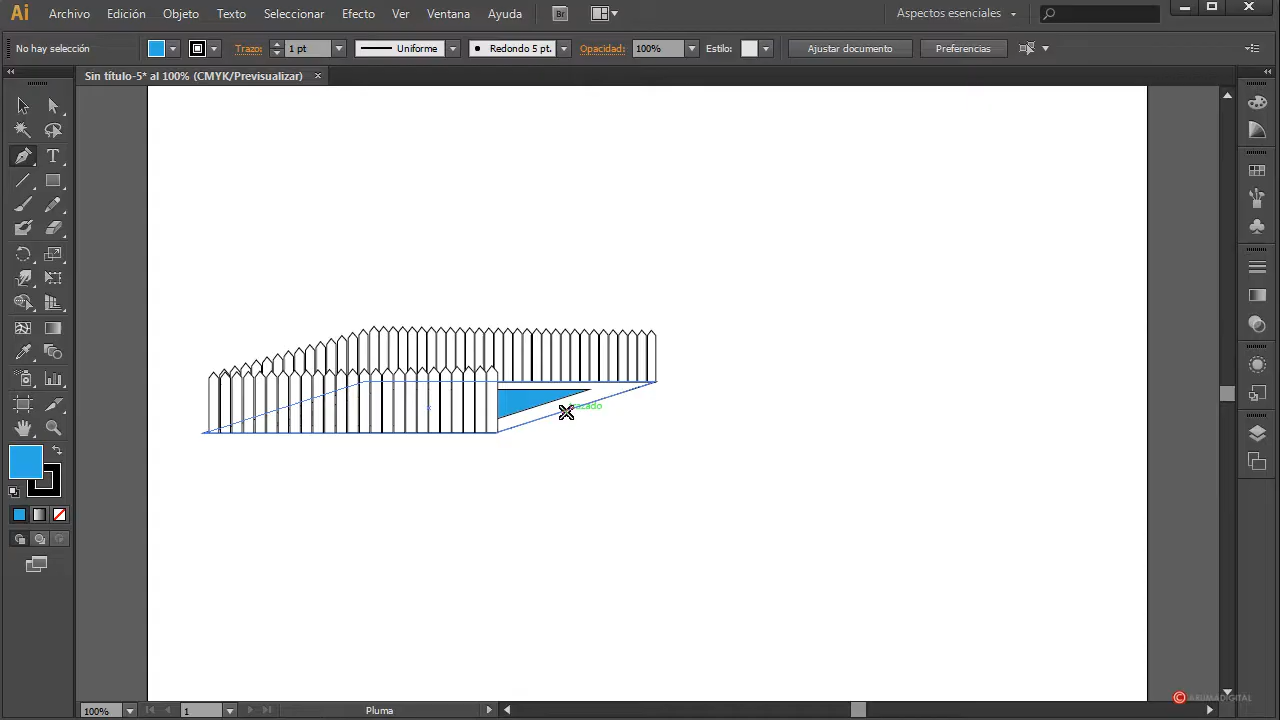 Ai Archivo Edición Objeto Texto Seleccionar Efecto Ver Ventana Ayuda Br Aspectos esenciales
No hay selección Trazo: 1 pt Uniforme Redondo 5 pt. Opacidad: 100% Estilo: Ajustar documento Preferencias
Sin título-5* al 100% (CMYK/Previsualizar)
T
trazado
© ARUMADIGITAL
100% 1 Pluma